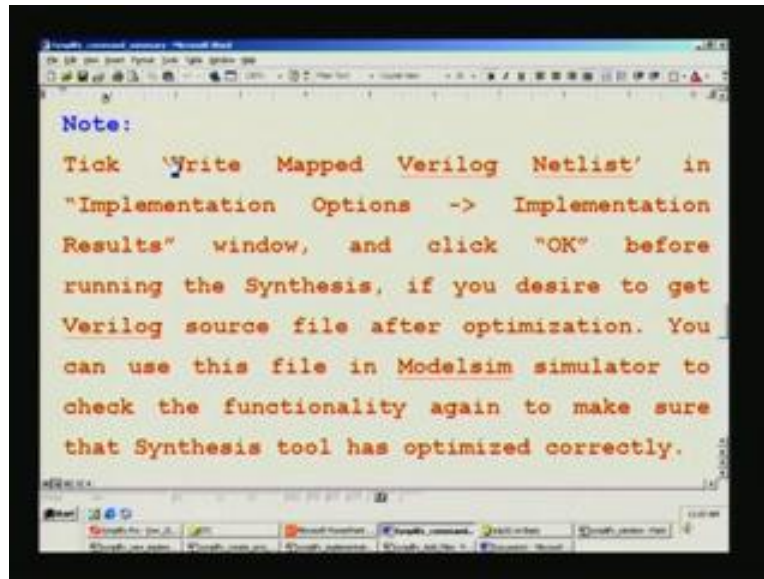 Note:
Tick 'Write Mapped Verilog Netlist' in
"Implementation Options -> Implementation
Results" window, and click "OK" before
running the Synthesis, if you desire to get
Verilog source file after optimization. You
can use this file in Modelsim simulator to
check the functionality again to make sure
that Synthesis tool has optimized correctly.
Start